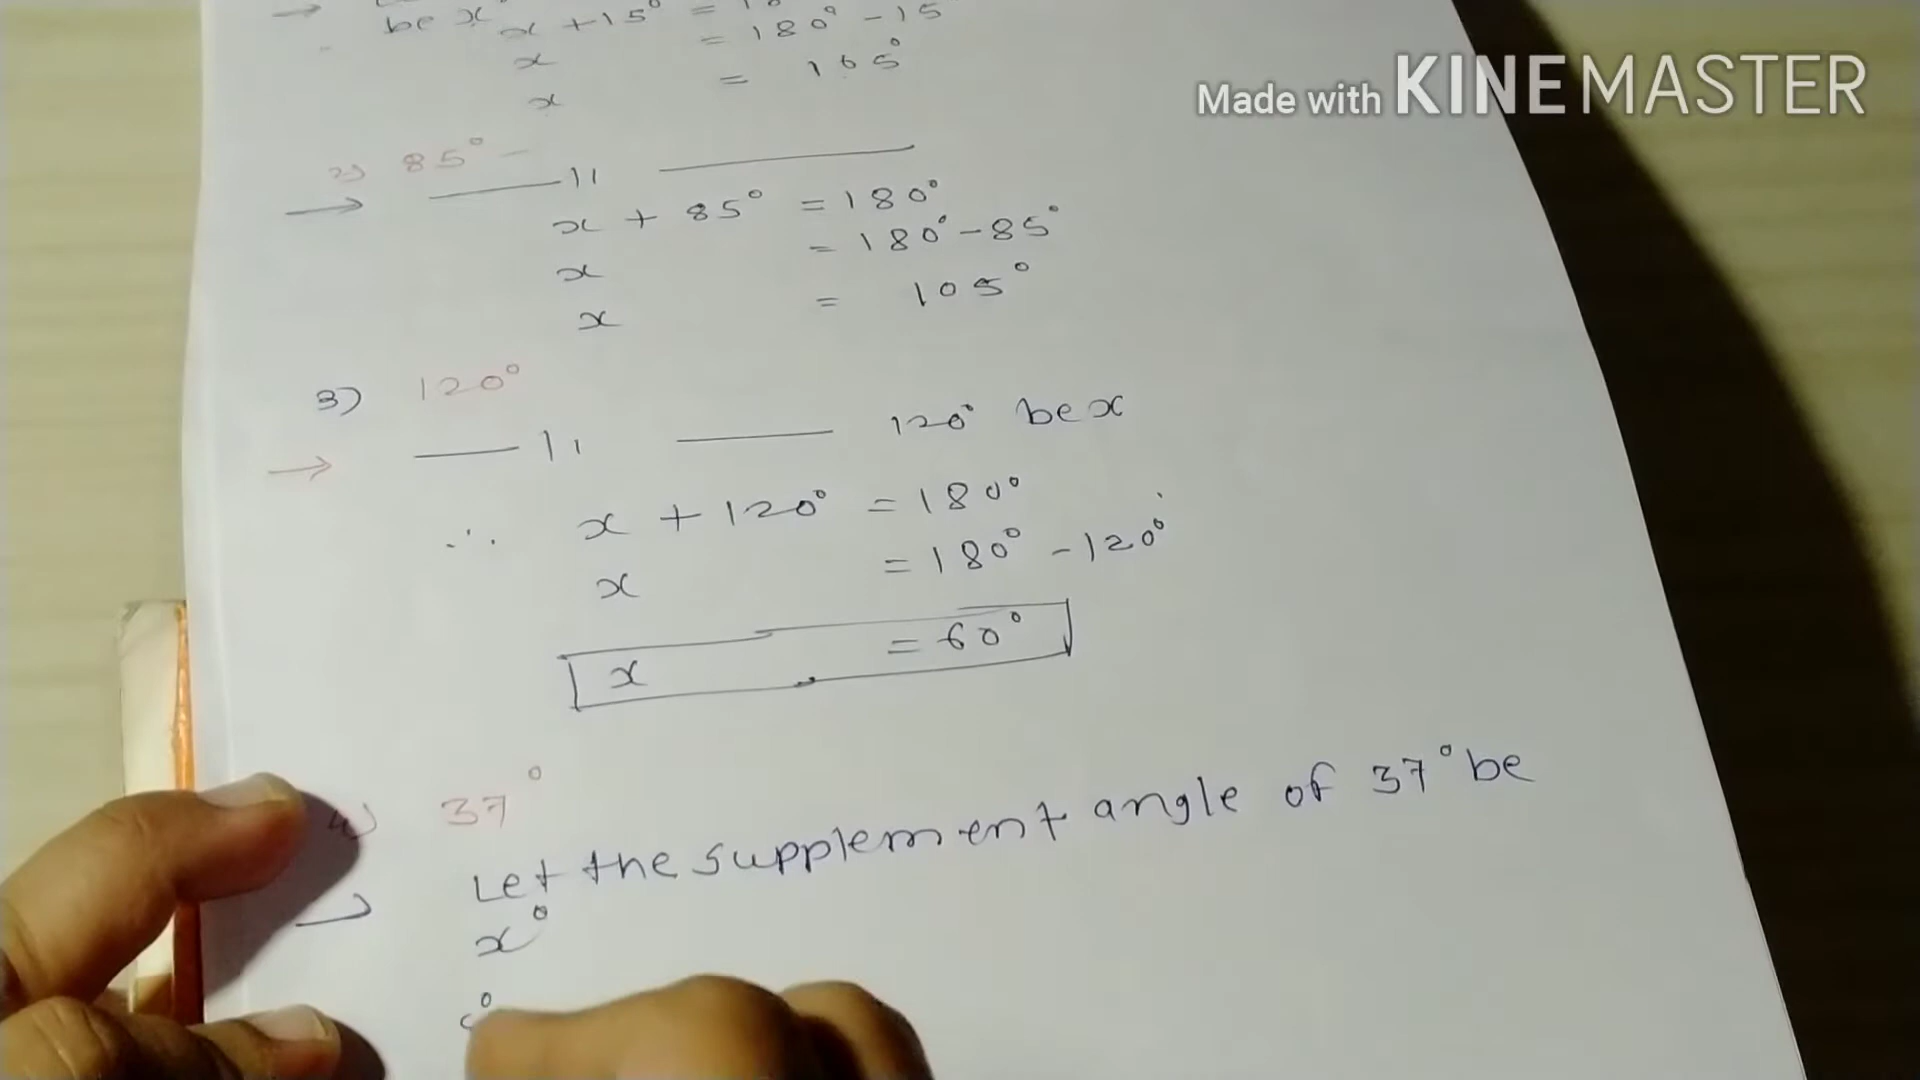 be x
x + 15° =
x = 180° - 15
x = 165°
Made with KINEMASTER
2) 85°
→ —— 11 ——
x + 85° = 180°
x = 180° - 85°
x = 105°
3) 120°
→ —— 11 —— 120° be x
∴ x + 120° = 180°
x = 180° - 120°
x = 60°
4) 37°
Let the supplement angle of 37° be
x°